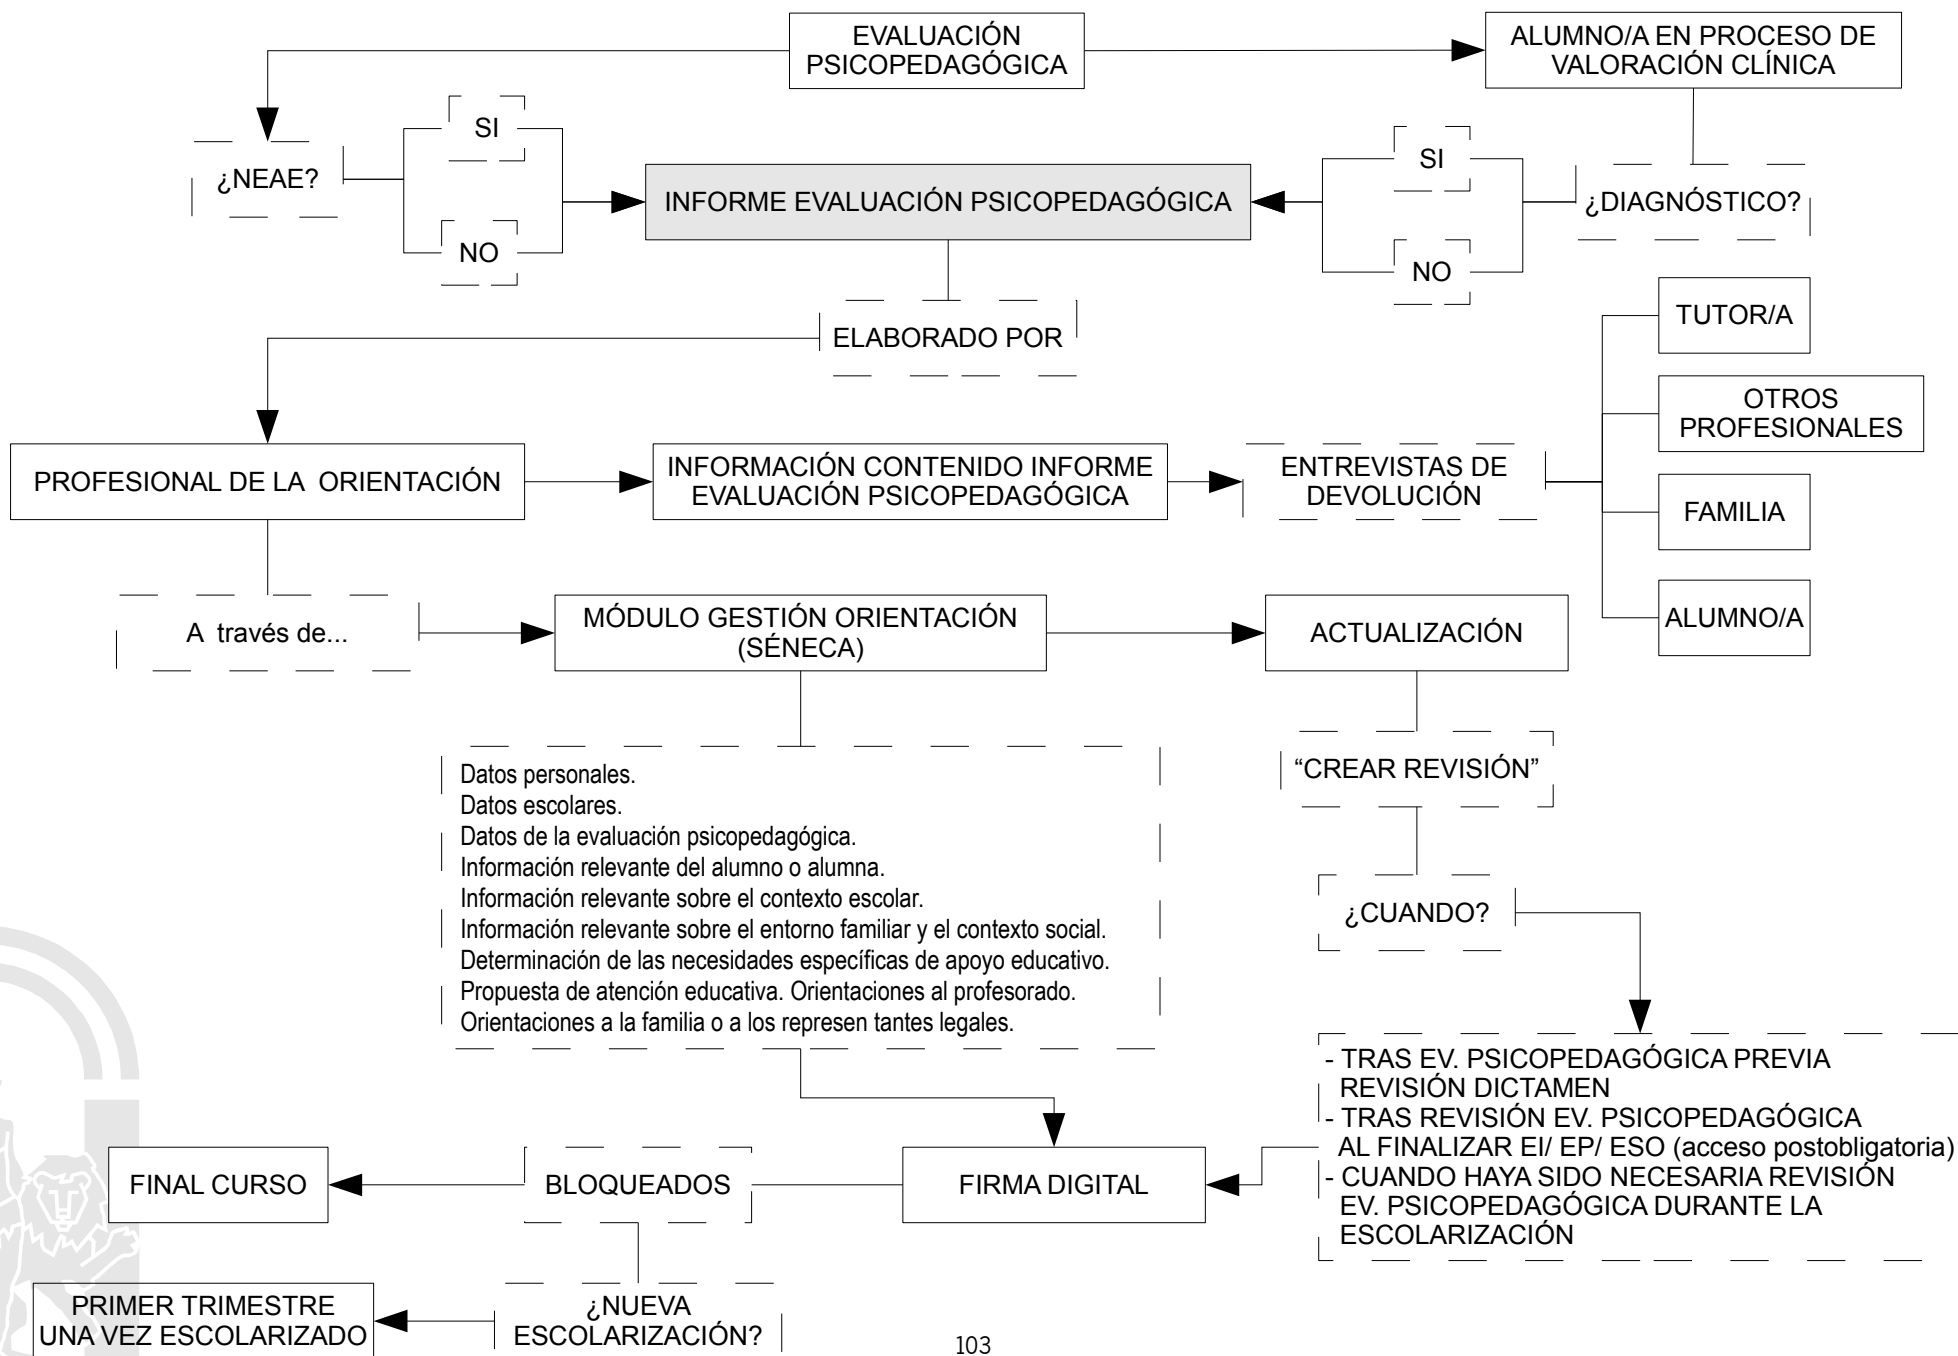 EVALUACIÓN
PSICOPEDAGÓGICA
ALUMNO/A EN PROCESO DE
VALORACIÓN CLÍNICA
¿NEAE?
SI
NO
INFORME EVALUACIÓN PSICOPEDAGÓGICA
SI
NO
¿DIAGNÓSTICO?
ELABORADO POR
TUTOR/A
OTROS
PROFESIONALES
FAMILIA
ALUMNO/A
PROFESIONAL DE LA ORIENTACIÓN
INFORMACIÓN CONTENIDO INFORME
EVALUACIÓN PSICOPEDAGÓGICA
ENTREVISTAS DE
DEVOLUCIÓN
A través de...
MÓDULO GESTIÓN ORIENTACIÓN
(SÉNECA)
ACTUALIZACIÓN
Datos personales.
Datos escolares.
Datos de la evaluación psicopedagógica.
Información relevante del alumno o alumna.
Información relevante sobre el contexto escolar.
Información relevante sobre el entorno familiar y el contexto social.
Determinación de las necesidades específicas de apoyo educativo.
Propuesta de atención educativa. Orientaciones al profesorado.
Orientaciones a la familia o a los represen tantes legales.
“CREAR REVISIÓN”
¿CUANDO?
- TRAS EV. PSICOPEDAGÓGICA PREVIA
REVISIÓN DICTAMEN
- TRAS REVISIÓN EV. PSICOPEDAGÓGICA
AL FINALIZAR EI/ EP/ ESO (acceso postobligatoria)
- CUANDO HAYA SIDO NECESARIA REVISIÓN
EV. PSICOPEDAGÓGICA DURANTE LA
ESCOLARIZACIÓN
FINAL CURSO
BLOQUEADOS
FIRMA DIGITAL
PRIMER TRIMESTRE
UNA VEZ ESCOLARIZADO
¿NUEVA
ESCOLARIZACIÓN?
103